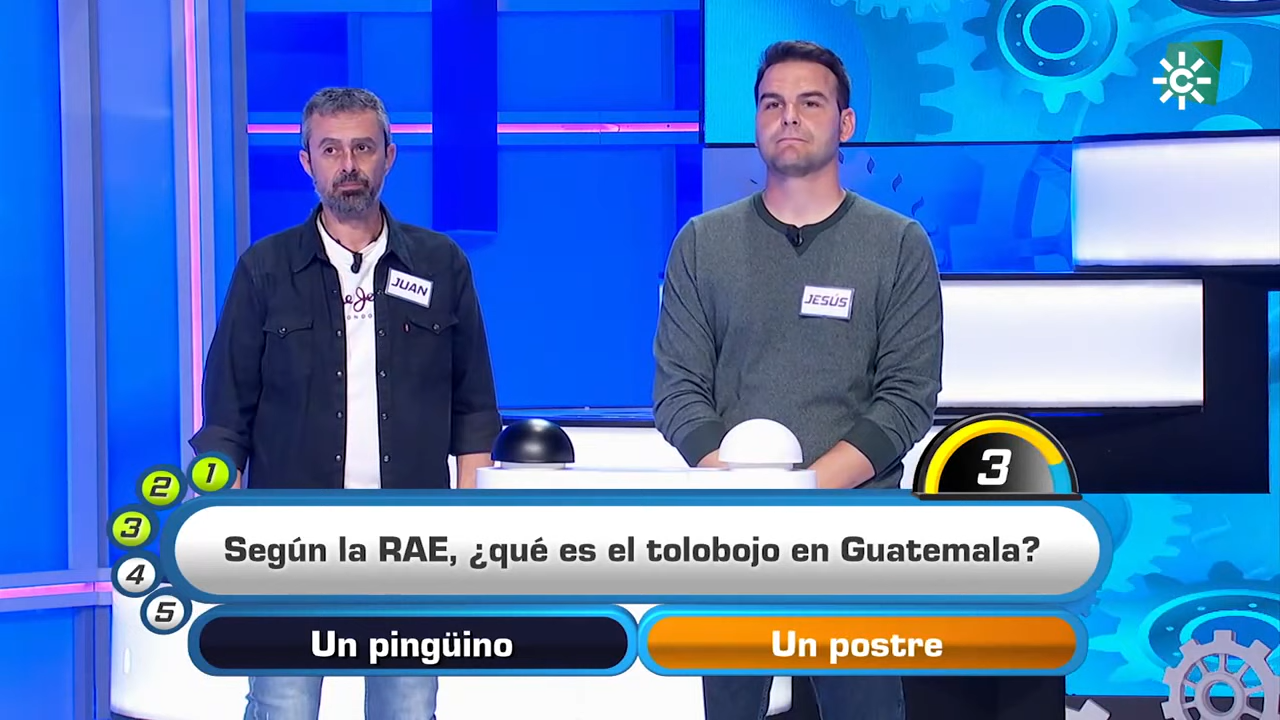 JUAN
JESÚS
C
3
1
2
3
4
5
Según la RAE, ¿qué es el tolobojo en Guatemala?
Un pingüino
Un postre